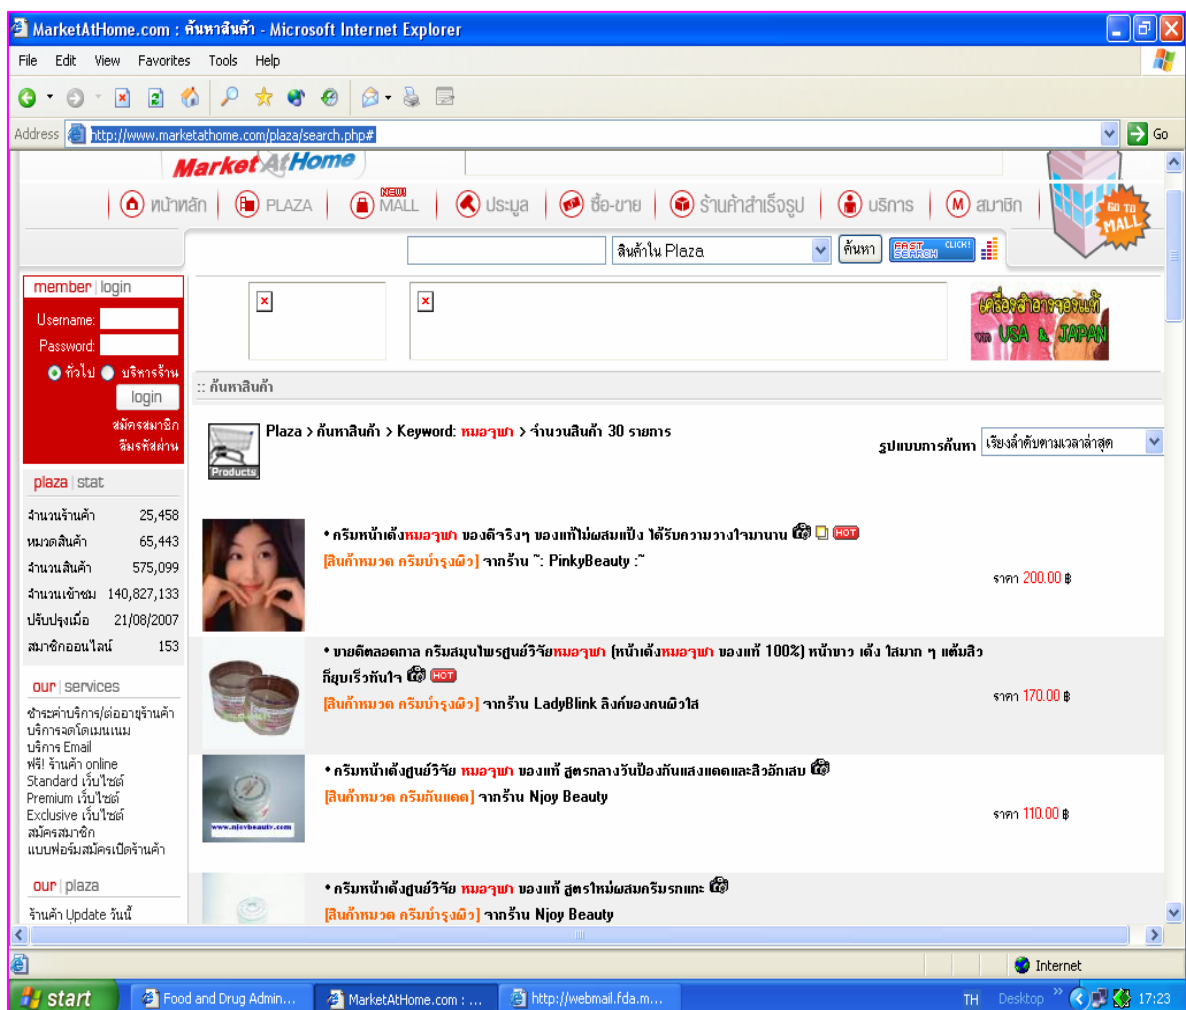 MarketAtHome.com : ค้นหาสินค้า - Microsoft Internet Explorer
File Edit View Favorites Tools Help
Address http://www.marketathome.com/plaza/search.php# Go
MarketAtHome
หน้าหลัก PLAZA NEW! MALL ประมูล ซื้อ-ขาย ร้านค้าสำเร็จรูป บริการ M สมาชิก
GO TO MALL
สินค้าใน Plaza ค้นหา FAST SEARCH CLICK!
member | login
Username:
Password:
ทั่วไป บริหารร้าน
login
สมัครสมาชิก
ลืมรหัสผ่าน
plaza | stat
จำนวนร้านค้า 25,458
หมวดสินค้า 65,443
จำนวนสินค้า 575,099
จำนวนเข้าชม 140,827,133
ปรับปรุงเมื่อ 21/08/2007
สมาชิกออนไลน์ 153
our | services
ชำระค่าบริการ/ต่ออายุร้านค้า
บริการจดโดเมนเนม
บริการ Email
ฟรี! ร้านค้า online
Standard เว็บไซต์
Premium เว็บไซต์
Exclusive เว็บไซต์
สมัครสมาชิก
แบบฟอร์มสมัครเปิดร้านค้า
our | plaza
ร้านค้า Update วันนี้
เครื่องสำอางของแท้
จาก USA & JAPAN
:: ค้นหาสินค้า
Products
Plaza > ค้นหาสินค้า > Keyword: หมอจุฬา > จำนวนสินค้า 30 รายการ
รูปแบบการค้นหา เรียงลำดับตามเวลาล่าสุด
• ครีมหน้าเด้งหมอจุฬา ของดีจริงๆ ของแท้ไม่ผสมแป้ง ได้รับความวางใจมานาน HOT
[สินค้าหมวด ครีมบำรุงผิว] จากร้าน ~: PinkyBeauty :~
ราคา 200.00 ฿
• ขายดีตลอดกาล ครีมสมุนไพรศูนย์วิจัยหมอจุฬา (หน้าเด้งหมอจุฬา ของแท้ 100%) หน้าขาว เด้ง ใสมาก ๆ แต้มสิว
ก็ยุบเร็วทันใจ HOT
[สินค้าหมวด ครีมบำรุงผิว] จากร้าน LadyBlink ลิงค์ของคนผิวใส
ราคา 170.00 ฿
• ครีมหน้าเด้งศูนย์วิจัย หมอจุฬา ของแท้ สูตรกลางวันป้องกันแสงแดดและสิวอักเสบ
[สินค้าหมวด ครีมกันแดด] จากร้าน Njoy Beauty
ราคา 110.00 ฿
www.njoybeauty.com
• ครีมหน้าเด้งศูนย์วิจัย หมอจุฬา ของแท้ สูตรใหม่ผสมครีมรกแกะ
[สินค้าหมวด ครีมบำรุงผิว] จากร้าน Njoy Beauty
Internet
start Food and Drug Admin... MarketAtHome.com : ... http://webmail.fda.m... TH Desktop » 17:23